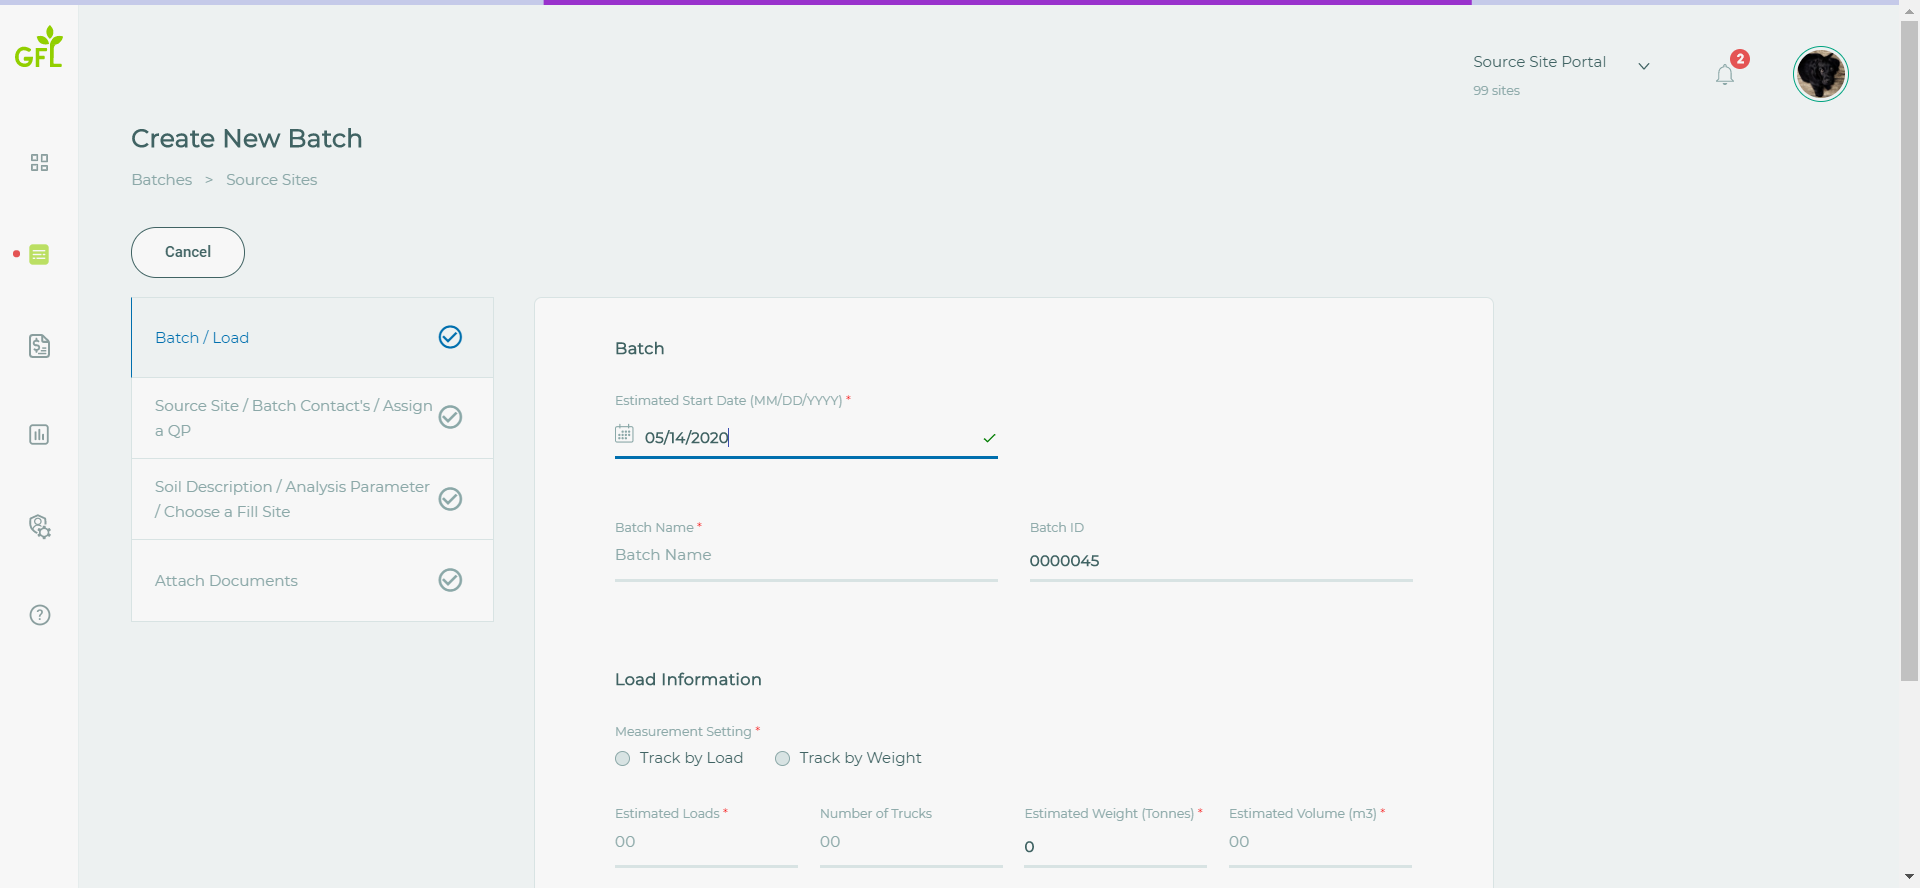 GFL
Source Site Portal
99 sites
2
Create New Batch
Batches > Source Sites
Cancel
Batch / Load
Source Site / Batch Contact's / Assign
a QP
Soil Description / Analysis Parameter
/ Choose a Fill Site
Attach Documents
Batch
Estimated Start Date (MM/DD/YYYY) *
05/14/2020
Batch Name *
Batch ID
Batch Name
0000045
Load Information
Measurement Setting *
Track by Load
Track by Weight
Estimated Loads *
Number of Trucks
Estimated Weight (Tonnes) *
Estimated Volume (m3) *
00
00
0
00